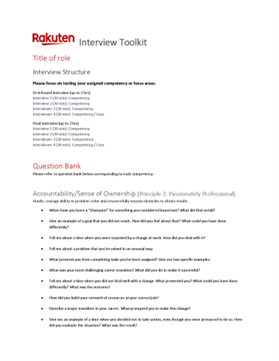 Rakuten Interview Toolkit
Title of role
Interview Structure
Please focus on testing your assigned competency or focus areas.
First Round Interview (up to 2 hrs)
Interview 1 (30 min): Competency
Interview 2 (30 min): Competency
Interview 3 (30 min): Competency
Interview 4 (30 min): Competency / Case
Final Interview (up to 2 hrs)
Interview 1 (30 min): Competency
Interview 2 (30 min): Competency
Interview 3 (30 min): Competency
Interview 4 (30 min): Competency / Case
Question Bank
Please refer to question bank below corresponding to each competency.
Accountability/Sense of Ownership (Principle 2: Passionately Professional)
courage ability to problem solve and resourcefully surpass obstacles to obtain results.
• When have you been a "champion" for something you considered important? What did that entail?
• Give an example of a goal that you did not reach. How did you feel about that? What could you have done
differently?
• Tell me about a time when you were surprised by a change at work. How did you deal with it?
• Tell me about a problem that you've solved in an unusual way.
• What prevents you from completing tasks you've been assigned? Give me two specific examples.
• What was your most challenging career transition? What did you do to make it successful?
• Tell me about a time when you did not deal well with a change. What prevented you? What could you have done
differently? What was the outcome?
• How did you build your network of resources at your current job?
• Describe a major transition in your career. What prompted you to make this change?
• Give me an example of a time when you decided not to take action, even though you were pressured to do so. How
did you evaluate the situation? What was the result?